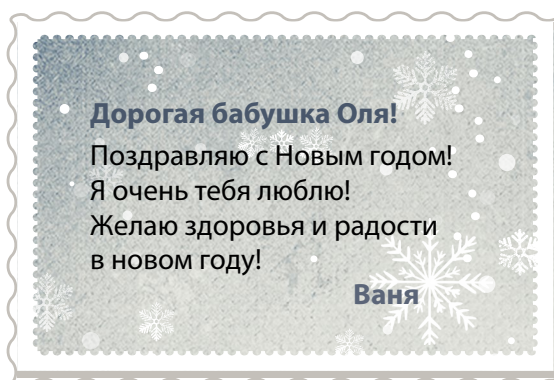 Дорогая бабушка Оля!
Поздравляю с Новым годом!
Я очень тебя люблю!
Желаю здоровья и радости
в новом году!
Ваня